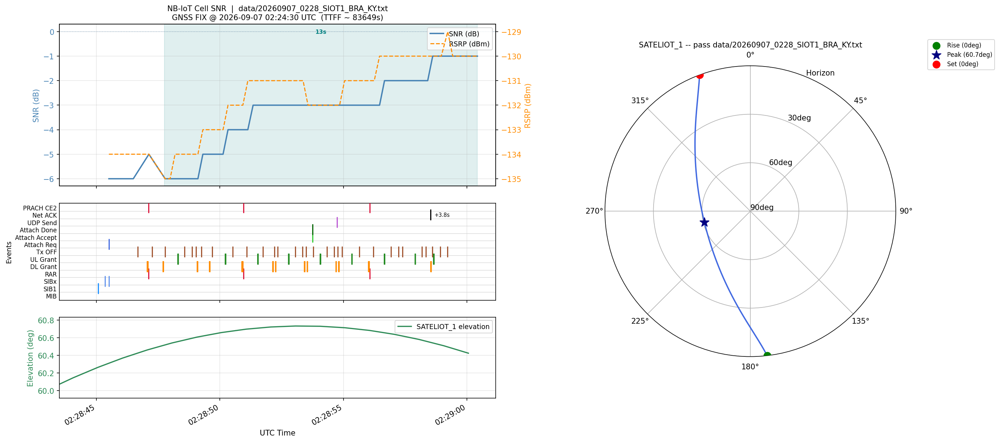 NB-IoT Cell SNR | data/20260907_0228_SIOT1_BRA_KY.txt
GNSS FIX @ 2026-09-07 02:24:30 UTC (TTFF ~ 83649s)
SNR (dB)
0
−1
−2
−3
−4
−5
−6
13s
SNR (dB)
RSRP (dBm)
−129
−130
−131
−132
−133
−134
−135
RSRP (dBm)
Events
PRACH CE2
Net ACK
UDP Send
Attach Done
Attach Accept
Attach Req
Tx OFF
UL Grant
DL Grant
RAR
SIBx
SIB1
MIB
+3.8s
Elevation (deg)
60.8
60.6
60.4
60.2
60.0
SATELIOT_1 elevation
02:28:45
02:28:50
02:28:55
02:29:00
UTC Time
SATELIOT_1 -- pass data/20260907_0228_SIOT1_BRA_KY.txt
0°
Horizon
315°
45°
30deg
60deg
90deg
270°
90°
225°
135°
180°
Rise (0deg)
Peak (60.7deg)
Set (0deg)